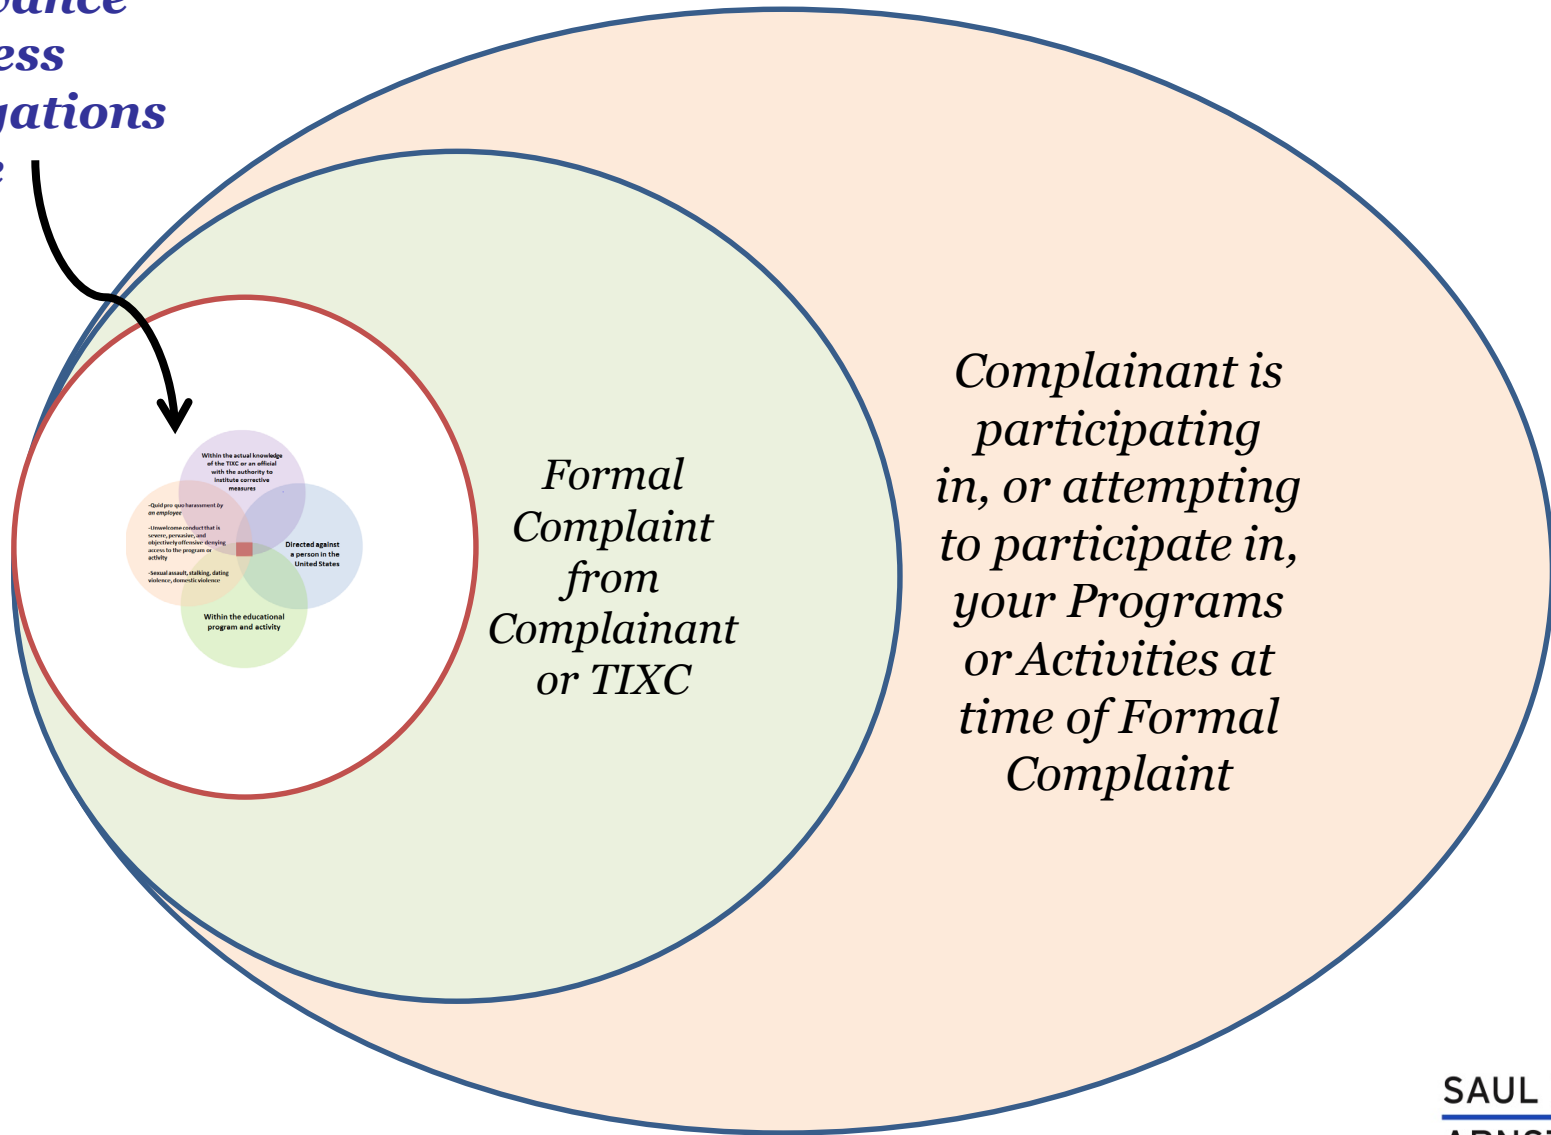 ess
Within the actual knowledge
of the TIXC or an official
with the authority to
institute corrective
measures
-Quid pro quo harassment by
an employee
-Unwelcome conduct that is
severe, pervasive, and
objectively offensive denying
access to the program or
activity
-Sexual assault, stalking, dating
violence, domestic violence
Directed against
a person in the
United States
Within the educational
program and activity
Formal
Complaint
from
Complainant
or TIXC
Complainant is
participating
in, or attempting
to participate in,
your Programs
or Activities at
time of Formal
Complaint
SAUL